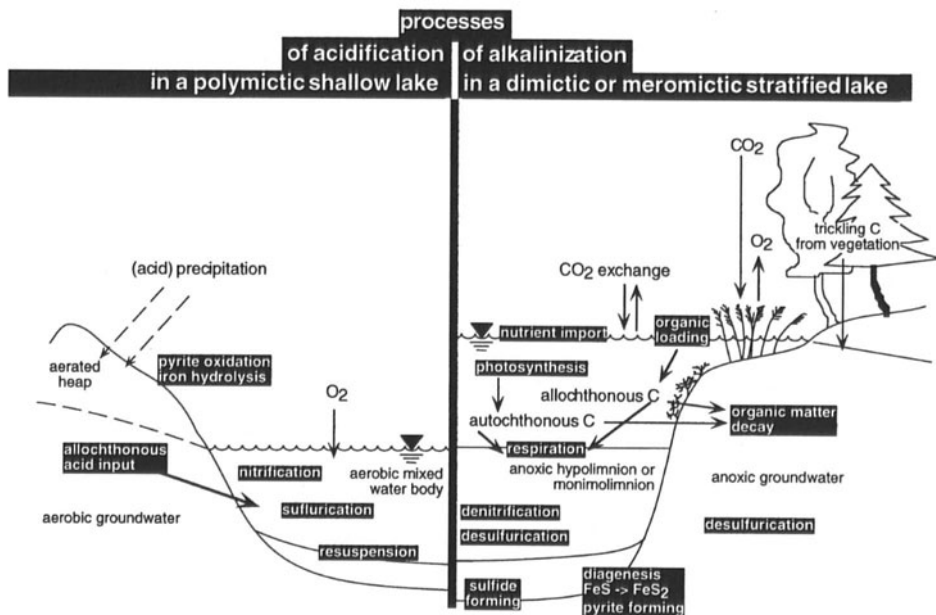 processes
of acidification
in a polymictic shallow lake
of alkalinization
in a dimictic or meromictic stratified lake
(acid) precipitation
aerated
heap
pyrite oxidation
iron hydrolysis
O2
allochthonous
acid input
nitrification
aerobic mixed
water body
suflurication
aerobic groundwater
resuspension
CO2
O2
trickling C
from vegetation
CO2 exchange
nutrient import
organic
loading
photosynthesis
allochthonous C
autochthonous C
organic matter
decay
respiration
anoxic hypolimnion or
monimolimnion
anoxic groundwater
denitrification
desulfurication
desulfurication
sulfide
forming
diagenesis
FeS -> FeS2
pyrite forming